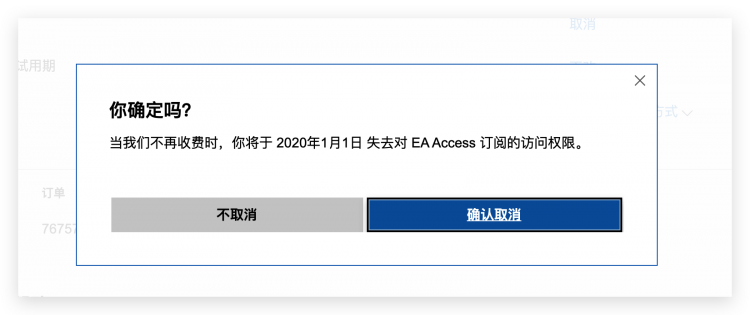 取消
试用期
方式
你确定吗?
当我们不再收费时，你将于 2020年1月1日 失去对 EA Access 订阅的访问权限。
订单
不取消
确认取消
76757